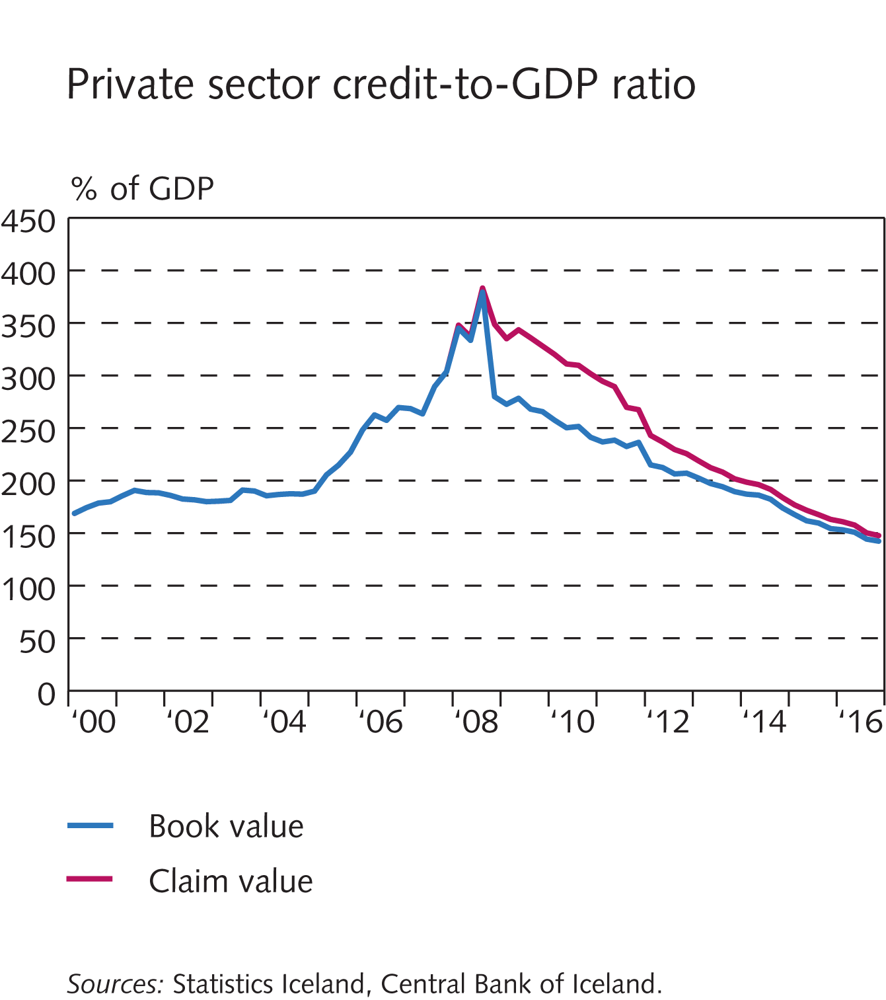 Private sector credit-to-GDP ratio
% of GDP
450
400
350
300
250
200
150
100
50
0
‘00 ‘02 ‘04 ‘06 ‘08 ‘10 ‘12 ‘14 ‘16
Book value
Claim value
Sources: Statistics Iceland, Central Bank of Iceland.